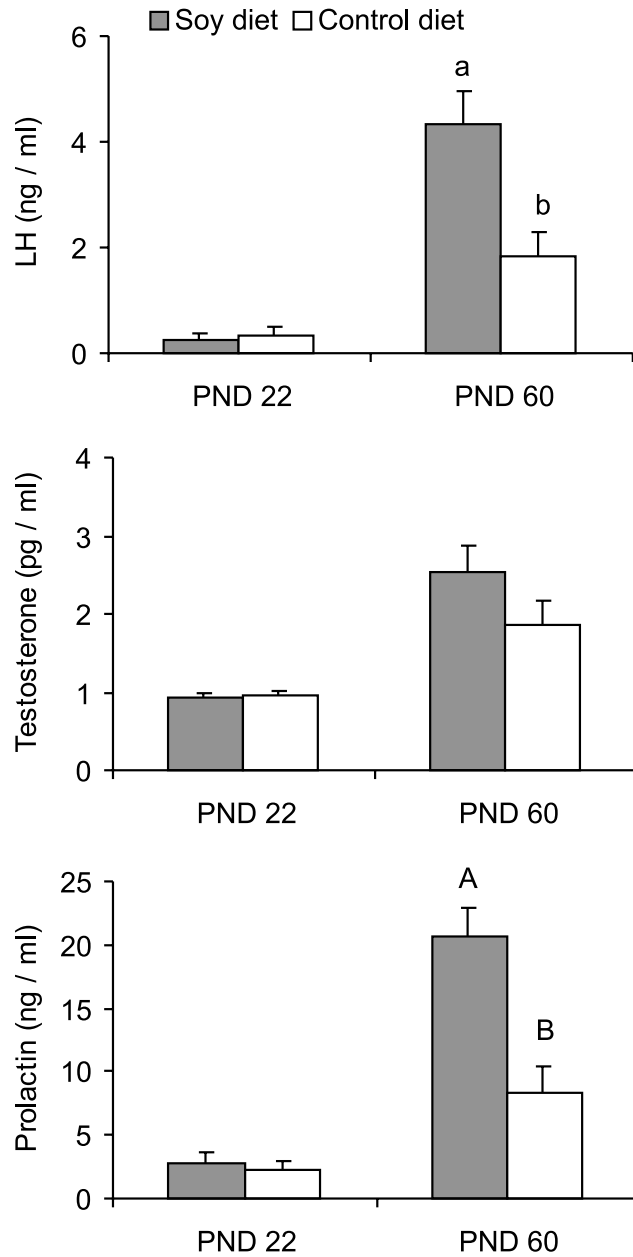 Soy diet Control diet
LH (ng / ml)
6
a
4
b
2
0
PND 22 PND 60
Testosterone (pg / ml)
4
3
2
1
0
PND 22 PND 60
Prolactin (ng / ml)
25
A
20
15
B
10
5
0
PND 22 PND 60